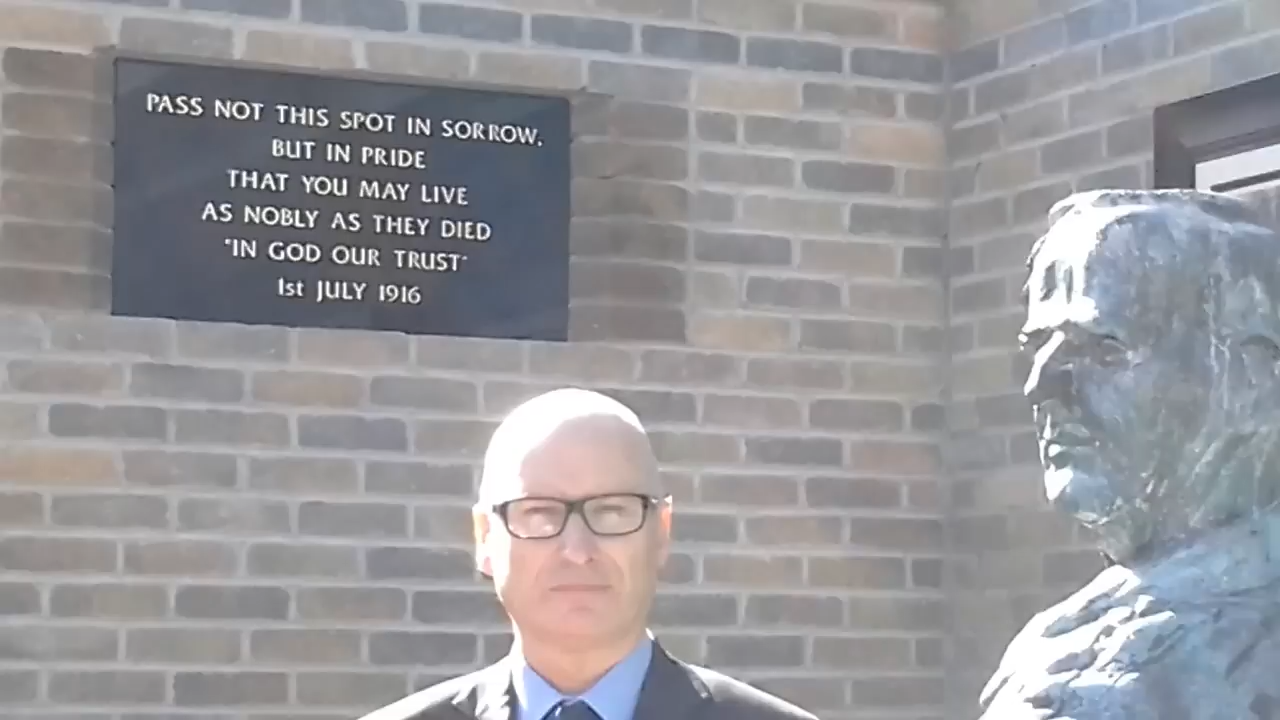 PASS NOT THIS SPOT IN SORROW,
BUT IN PRIDE
THAT YOU MAY LIVE
AS NOBLY AS THEY DIED
"IN GOD OUR TRUST"
1st JULY 1916